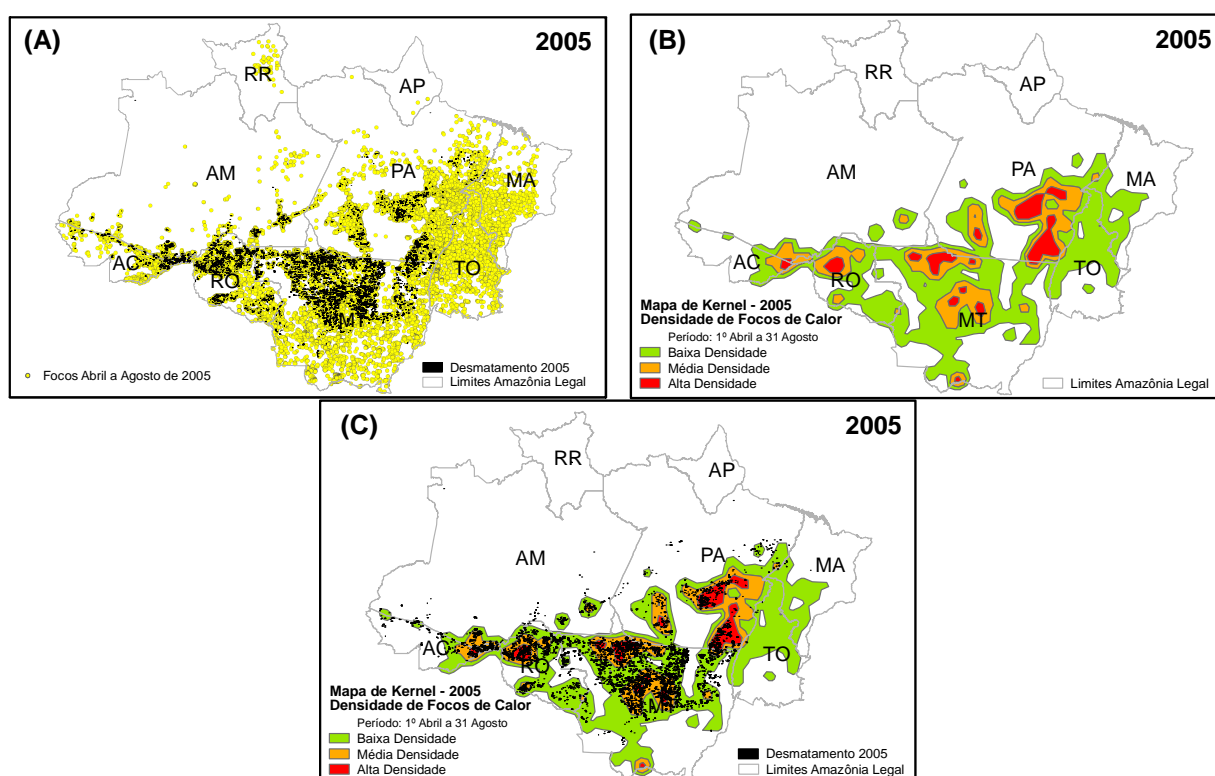 (A)
2005
RR
AP
AM
PA
MA
AC
RO
TO
MT
Focos Abril a Agosto de 2005
Desmatamento 2005
Limites Amazônia Legal
(B)
2005
RR
AP
AM
PA
MA
AC
RO
TO
MT
Mapa de Kernel - 2005
Densidade de Focos de Calor
Período: 1º Abril a 31 Agosto
Baixa Densidade
Média Densidade
Alta Densidade
Limites Amazônia Legal
(C)
2005
RR
AP
AM
PA
MA
AC
RO
TO
MT
Mapa de Kernel - 2005
Densidade de Focos de Calor
Período: 1º Abril a 31 Agosto
Baixa Densidade
Média Densidade
Alta Densidade
Desmatamento 2005
Limites Amazônia Legal